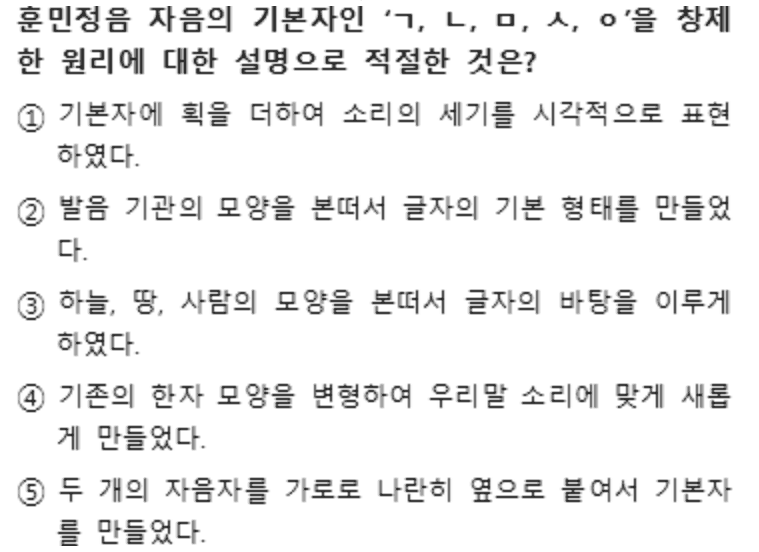 훈민정음 자음의 기본자인 ‘ㄱ, ㄴ, ㅁ, ㅅ, ㅇ’을 창제
한 원리에 대한 설명으로 적절한 것은?
① 기본자에 획을 더하여 소리의 세기를 시각적으로 표현
하였다.
② 발음 기관의 모양을 본떠서 글자의 기본 형태를 만들었
다.
③ 하늘, 땅, 사람의 모양을 본떠서 글자의 바탕을 이루게
하였다.
④ 기존의 한자 모양을 변형하여 우리말 소리에 맞게 새롭
게 만들었다.
⑤ 두 개의 자음자를 가로로 나란히 옆으로 붙여서 기본자
를 만들었다.